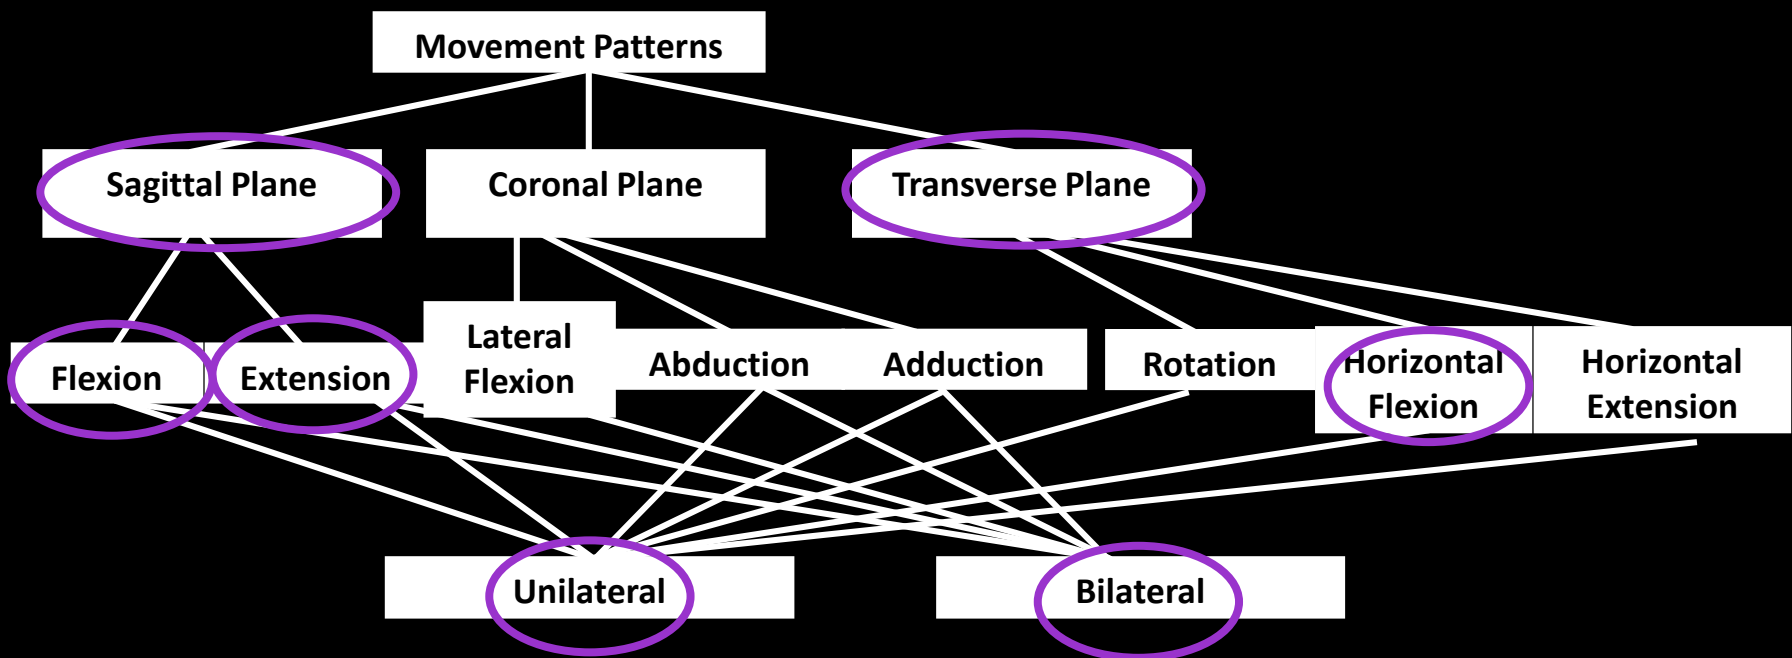 Movement Patterns
Sagittal Plane
Coronal Plane
Transverse Plane
Flexion
Extension
Lateral
Flexion
Abduction
Adduction
Rotation
Horizontal
Flexion
Horizontal
Extension
Unilateral
Bilateral